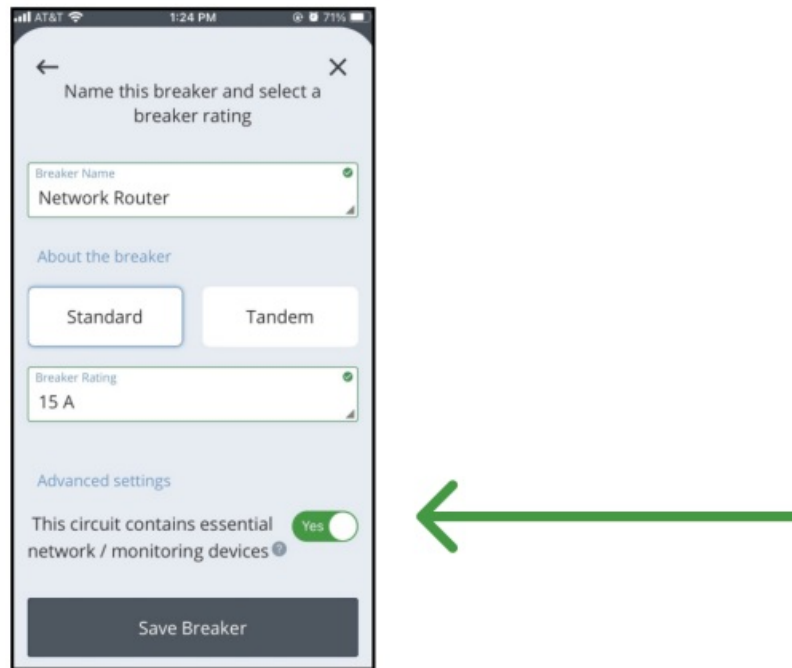 AT&T 1:24 PM 71%
Name this breaker and select a
breaker rating
Breaker Name
Network Router
About the breaker
Standard Tandem
Breaker Rating
15 A
Advanced settings
This circuit contains essential Yes
network / monitoring devices ?
Save Breaker